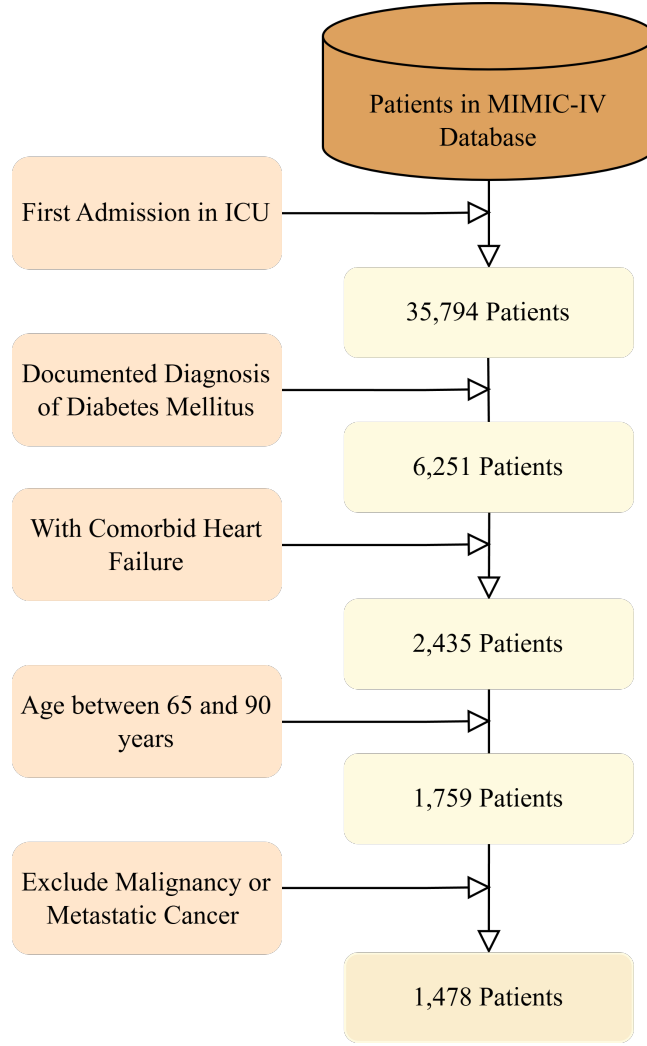 Patients in MIMIC-IV
Database
First Admission in ICU
35,794 Patients
Documented Diagnosis
of Diabetes Mellitus
6,251 Patients
With Comorbid Heart
Failure
2,435 Patients
Age between 65 and 90
years
1,759 Patients
Exclude Malignancy or
Metastatic Cancer
1,478 Patients